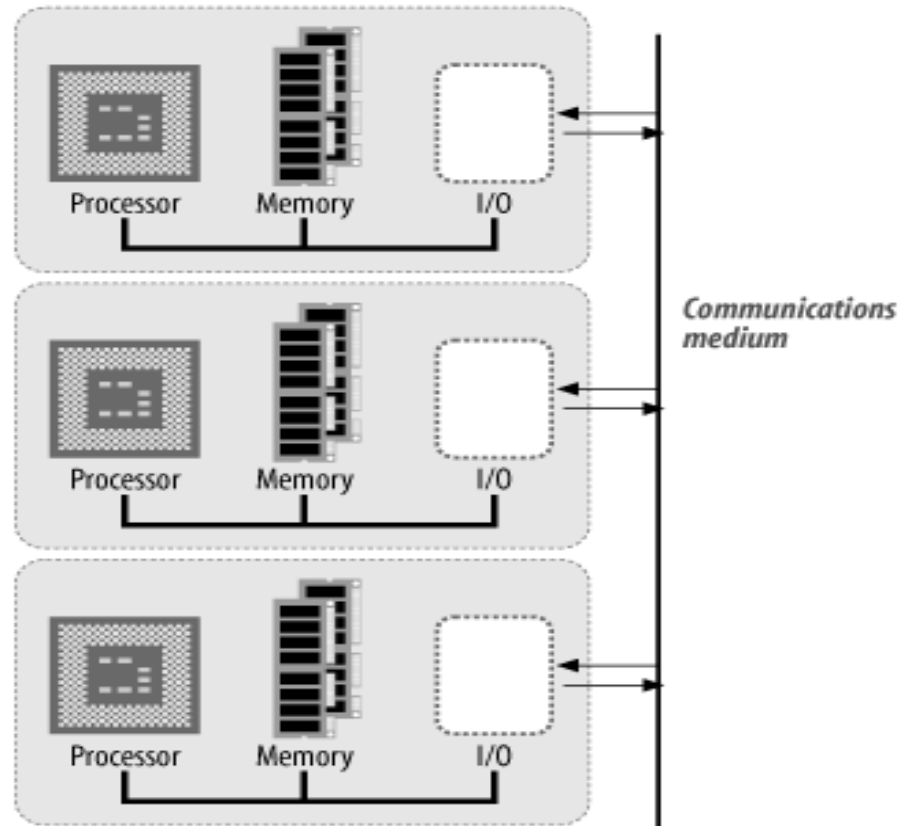 Processor Memory I/O
Communications
medium
Processor Memory I/O
Processor Memory I/O